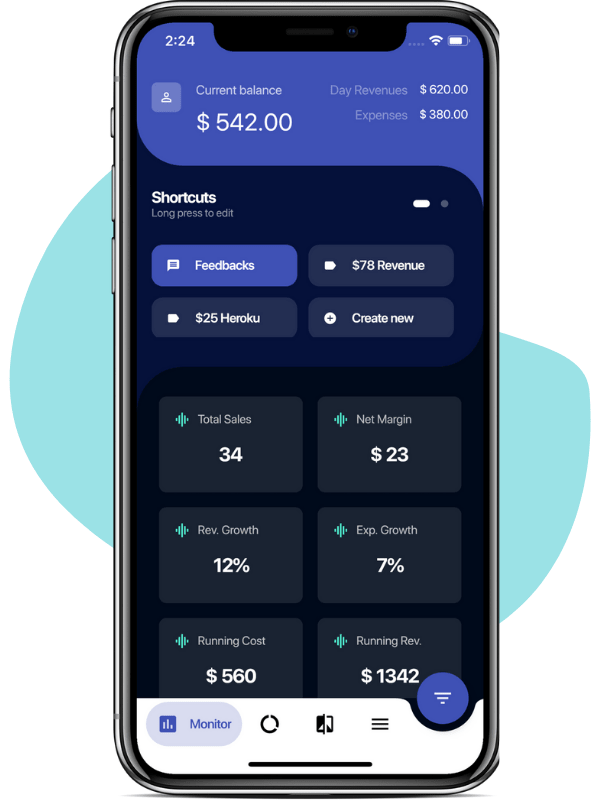 2:24
Current balance
$ 542.00
Day Revenues $ 620.00
Expenses $ 380.00
Shortcuts
Long press to edit
Feedbacks
$78 Revenue
$25 Heroku
Create new
Total Sales
34
Net Margin
$ 23
Rev. Growth
12%
Exp. Growth
7%
Running Cost
$ 560
Running Rev.
$ 1342
Monitor